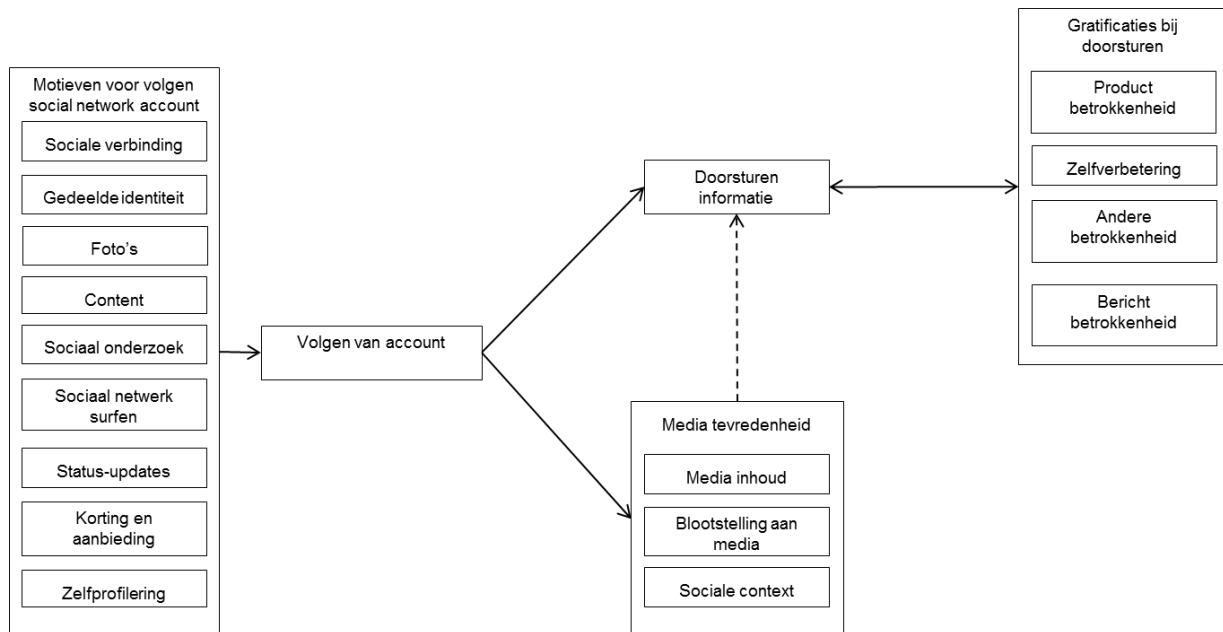 Motieven voor volgen
social network account
Sociale verbinding
Gedeelde identiteit
Foto's
Content
Sociaal onderzoek
Sociaal netwerk
surfen
Status-updates
Korting en
aanbieding
Zelfprofilering
Volgen van account
Doorsturen
informatie
Media tevredenheid
Media inhoud
Blootstelling aan
media
Sociale context
Gratificaties bij
doorsturen
Product
betrokkenheid
Zelfverbetering
Andere
betrokkenheid
Bericht
betrokkenheid